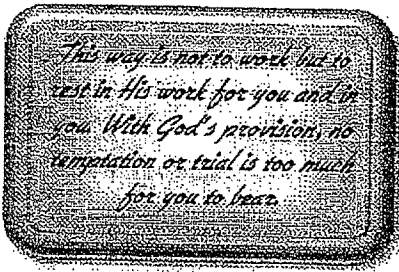 This way is not to work but to
rest in His work for you and in
you. With God's provision, no
temptation or trial is too much
for you to bear.